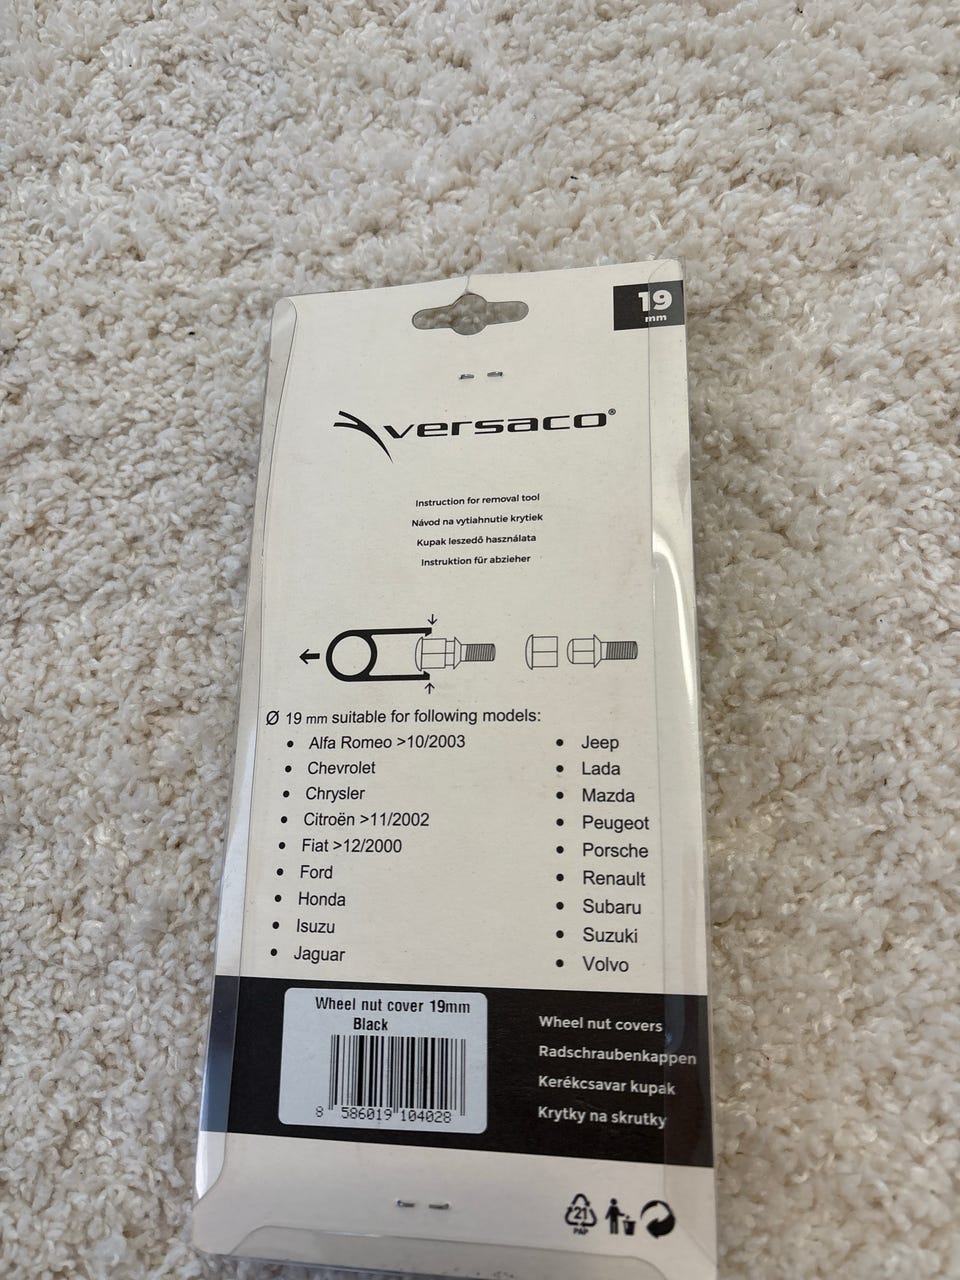 19
mm
versaco®
Instruction for removal tool
Návod na vytiahnutie krytiek
Kupak leszedő használata
Instruktion für abzieher
Ø 19 mm suitable for following models:
• Alfa Romeo >10/2003
• Chevrolet
• Chrysler
• Citroën >11/2002
• Fiat >12/2000
• Ford
• Honda
• Isuzu
• Jaguar
• Jeep
• Lada
• Mazda
• Peugeot
• Porsche
• Renault
• Subaru
• Suzuki
• Volvo
Wheel nut cover 19mm
Black
8 586019 104028
Wheel nut covers
Radschraubenkappen
Kerékcsavar kupak
Krytky na skrutky
21
PAP